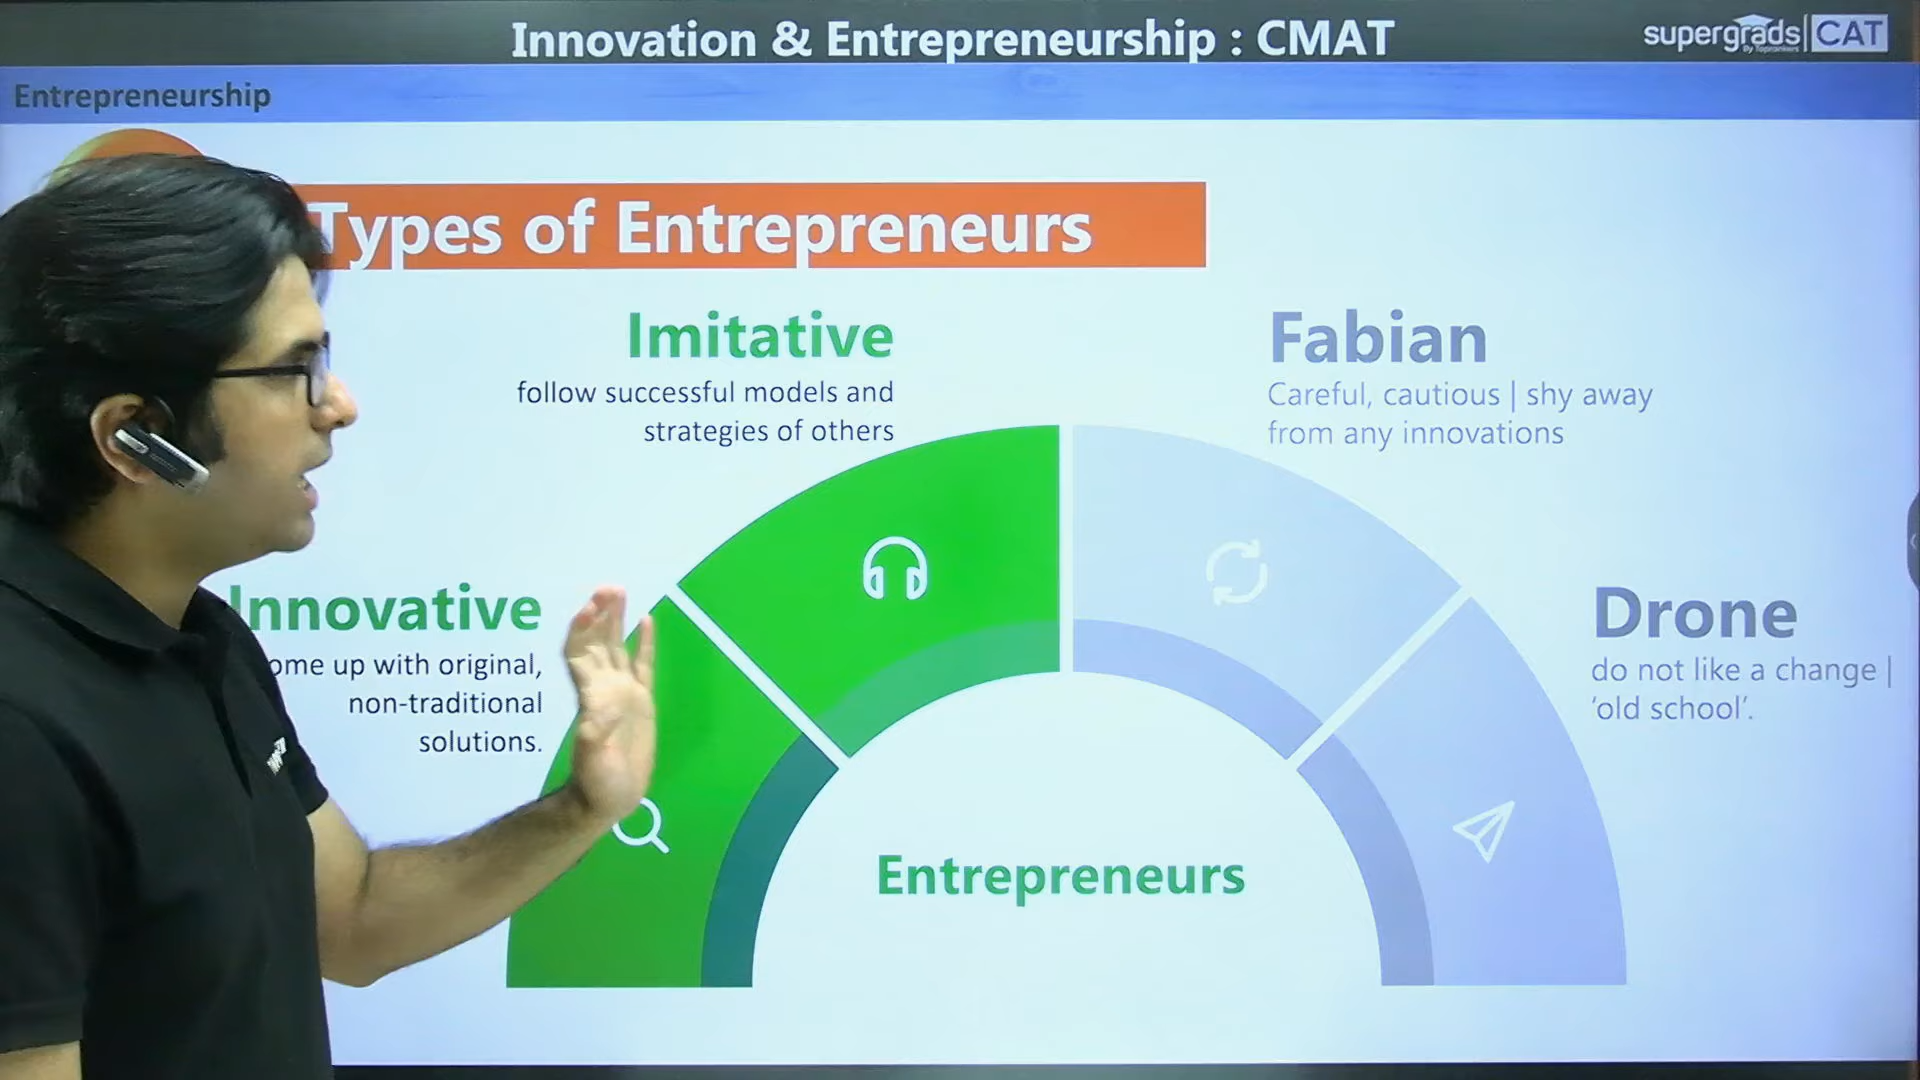 Innovation & Entrepreneurship : CMAT
supergrads CAT
By Toprankers
Entrepreneurship
Types of Entrepreneurs
Imitative
follow successful models and
strategies of others
Fabian
Careful, cautious | shy away
from any innovations
Innovative
ome up with original,
non-traditional
solutions.
Drone
do not like a change |
‘old school’.
Entrepreneurs